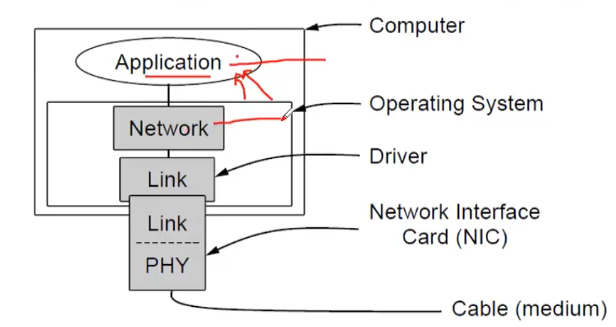 Computer
Application
Operating System
Network
Driver
Link
Link
Network Interface
Card (NIC)
PHY
Cable (medium)